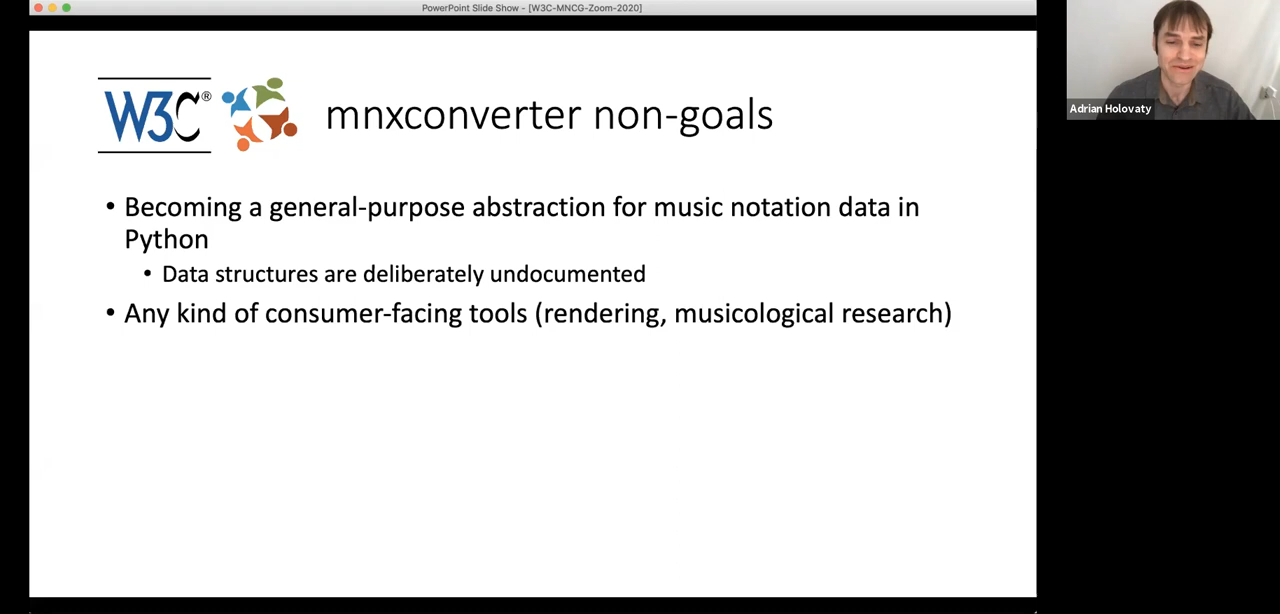 PowerPoint Slide Show - [W3C-MNCG-Zoom-2020]
W3C®
mnxconverter non-goals
• Becoming a general-purpose abstraction for music notation data in
Python
• Data structures are deliberately undocumented
• Any kind of consumer-facing tools (rendering, musicological research)
Adrian Holovaty